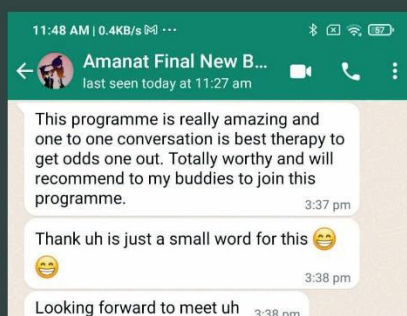 11:48 AM | 0.4KB/s ···
57
Amanat Final New B...
last seen today at 11:27 am
This programme is really amazing and
one to one conversation is best therapy to
get odds one out. Totally worthy and will
recommend to my buddies to join this
programme.
3:37 pm
Thank uh is just a small word for this 😁
😁
3:38 pm
Looking forward to meet uh 3:38 pm